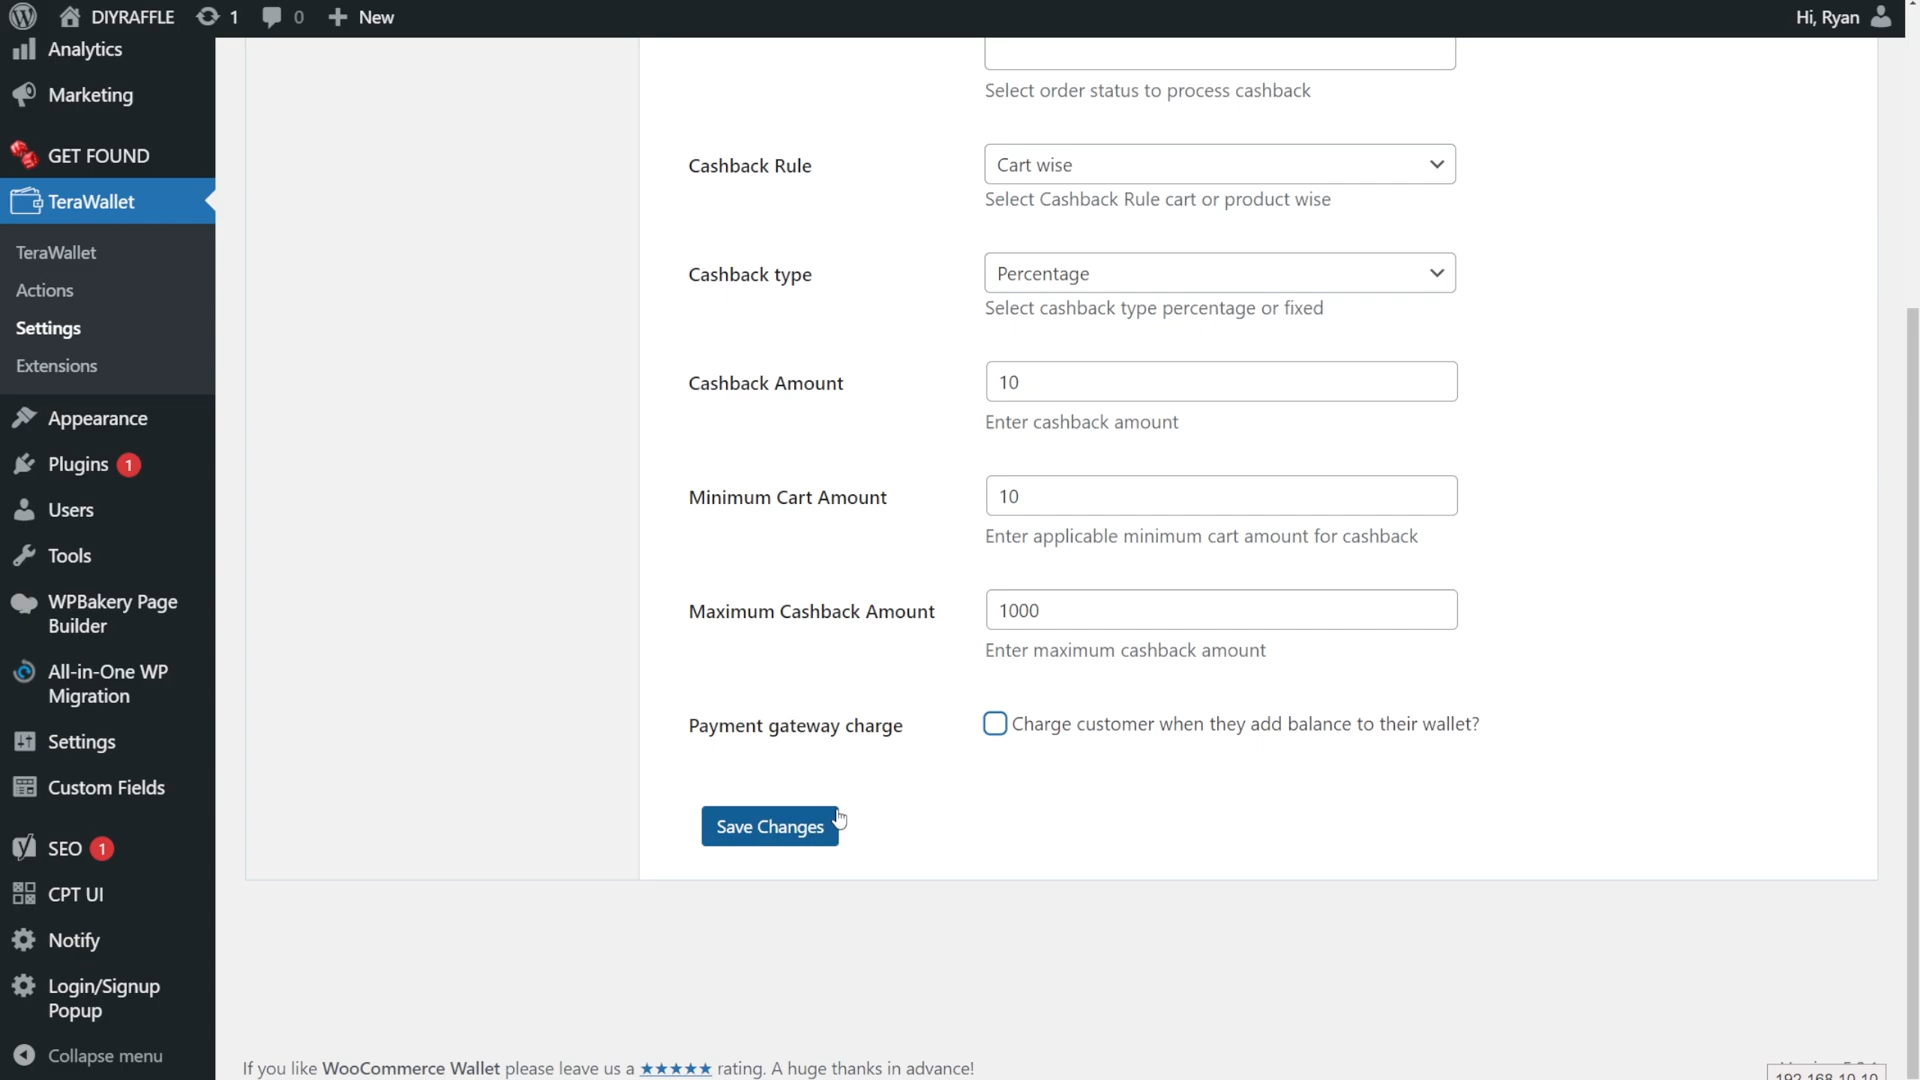 DIYRAFFLE 1 0 New Hi, Ryan
Analytics
Marketing
GET FOUND
TeraWallet
TeraWallet
Actions
Settings
Extensions
Appearance
Plugins 1
Users
Tools
WPBakery Page
Builder
All-in-One WP
Migration
Settings
Custom Fields
SEO 1
CPT UI
Notify
Login/Signup
Popup
Collapse menu
Select order status to process cashback
Cashback Rule Cart wise
Select Cashback Rule cart or product wise
Cashback type Percentage
Select cashback type percentage or fixed
Cashback Amount 10
Enter cashback amount
Minimum Cart Amount 10
Enter applicable minimum cart amount for cashback
Maximum Cashback Amount 1000
Enter maximum cashback amount
Payment gateway charge Charge customer when they add balance to their wallet?
Save Changes
If you like WooCommerce Wallet please leave us a ★★★★★ rating. A huge thanks in advance!
192.168.10.10